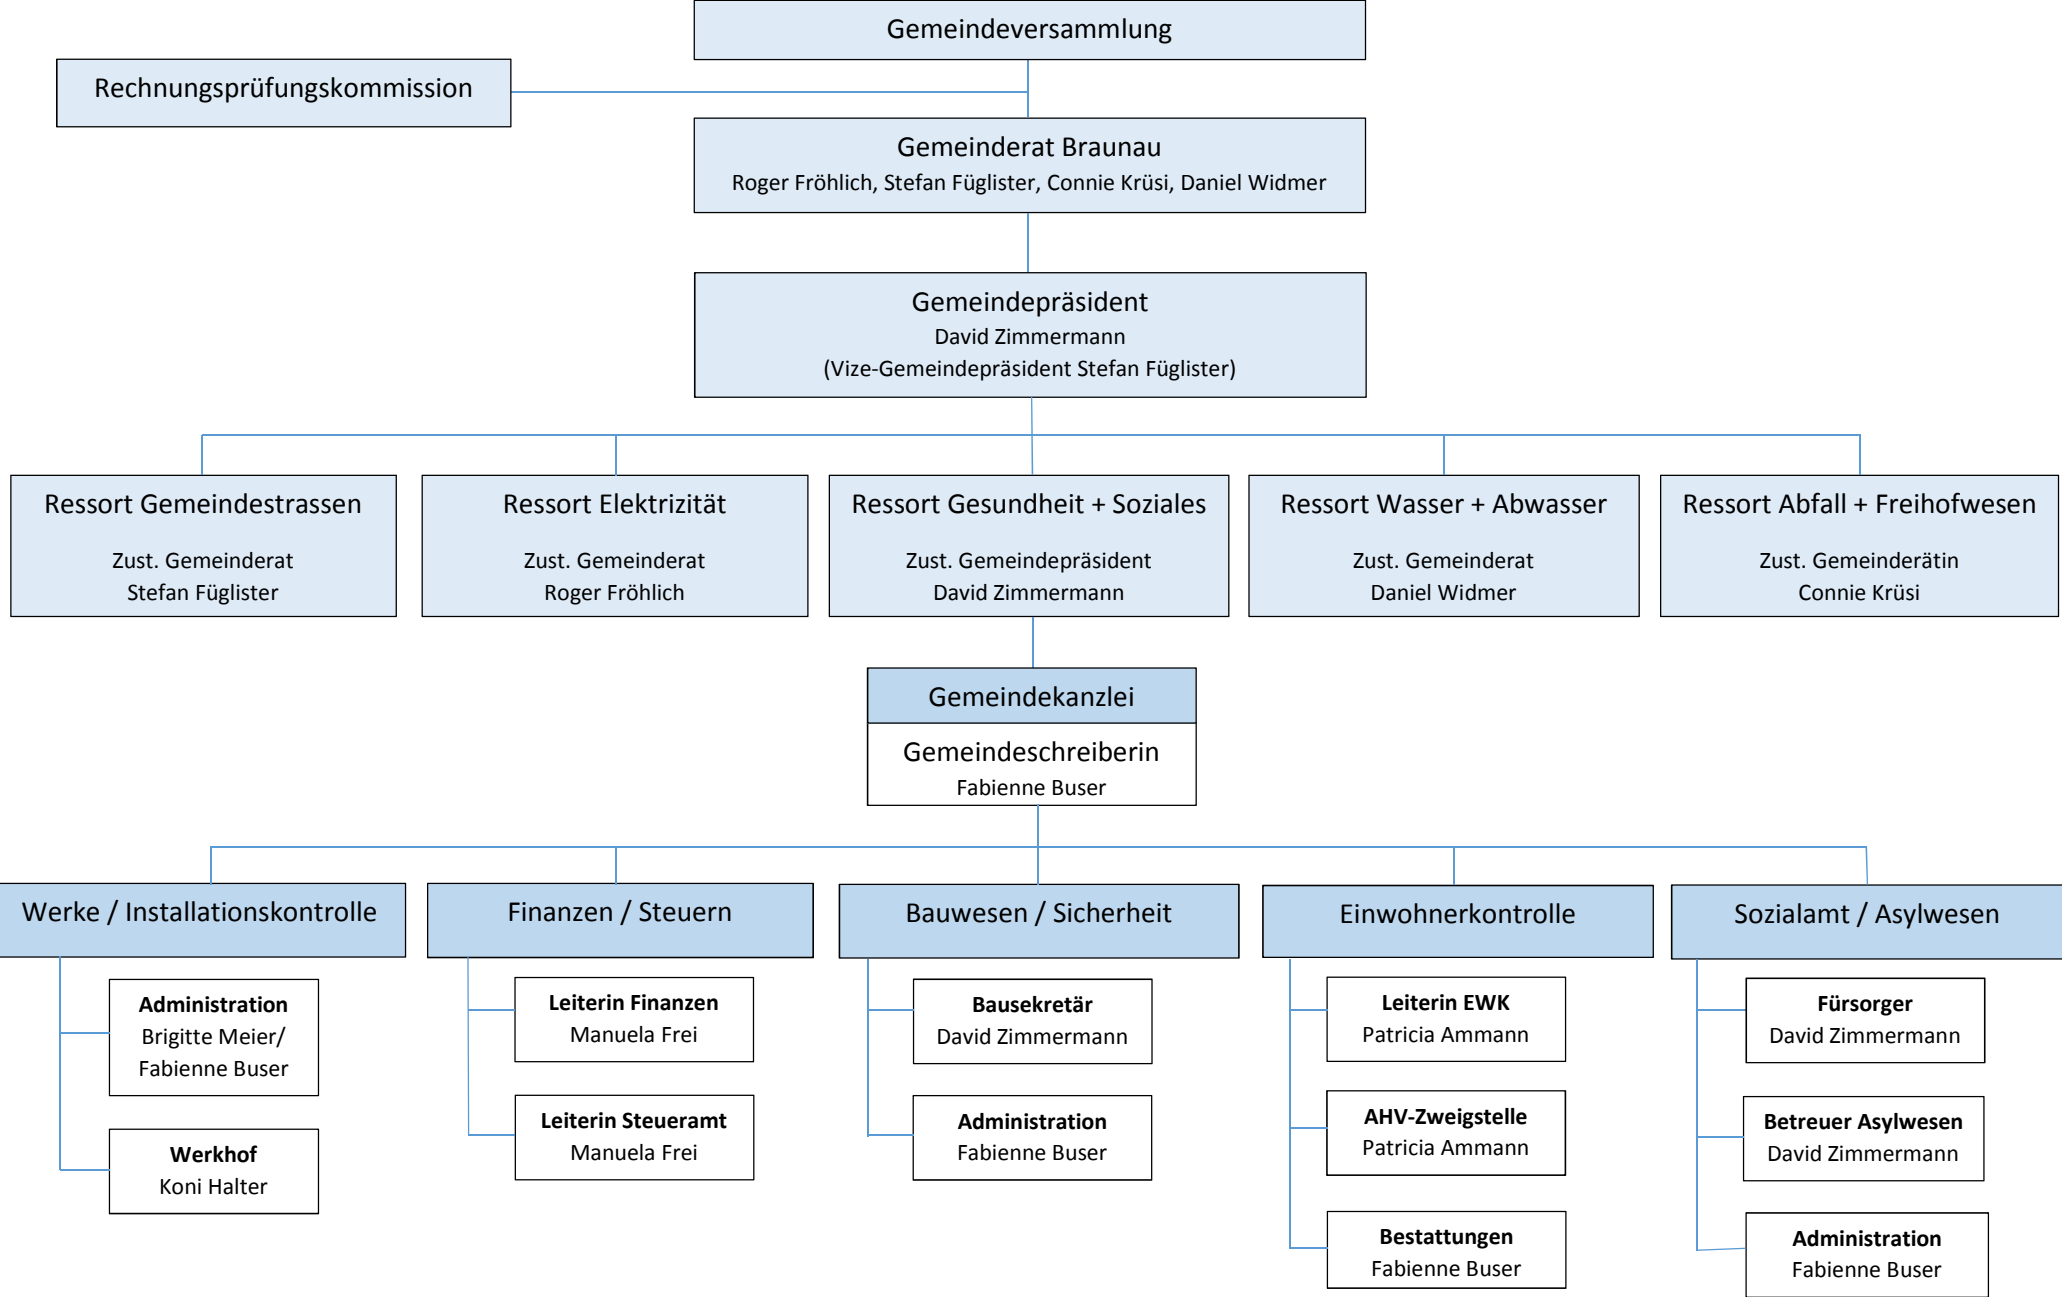 Gemeindeversammlung
Rechnungsprüfungskommission
Gemeinderat Braunau
Roger Fröhlich, Stefan Füglister, Connie Krüsi, Daniel Widmer
Gemeindepräsident
David Zimmermann
(Vize-Gemeindepräsident Stefan Füglister)
Ressort Gemeindestrassen
Zust. Gemeinderat
Stefan Füglister
Ressort Elektrizität
Zust. Gemeinderat
Roger Fröhlich
Ressort Gesundheit + Soziales
Zust. Gemeindepräsident
David Zimmermann
Ressort Wasser + Abwasser
Zust. Gemeinderat
Daniel Widmer
Ressort Abfall + Freihofwesen
Zust. Gemeinderätin
Connie Krüsi
Gemeindekanzlei
Gemeindeschreiberin
Fabienne Buser
Werke / Installationskontrolle
Administration
Brigitte Meier/
Fabienne Buser
Werkhof
Koni Halter
Finanzen / Steuern
Leiterin Finanzen
Manuela Frei
Leiterin Steueramt
Manuela Frei
Bauwesen / Sicherheit
Bausekretär
David Zimmermann
Administration
Fabienne Buser
Einwohnerkontrolle
Leiterin EWK
Patricia Ammann
AHV-Zweigstelle
Patricia Ammann
Bestattungen
Fabienne Buser
Sozialamt / Asylwesen
Fürsorger
David Zimmermann
Betreuer Asylwesen
David Zimmermann
Administration
Fabienne Buser